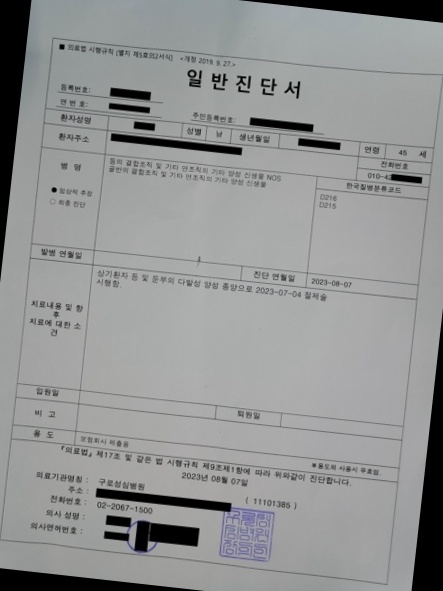 ■ 의료법 시행규칙 [별지 제5호의2서식] <개정 2019. 9. 27.>
일반진단서
등록번호:
연 번 호: 주민등록번호:
환자성명 성별 남 생년월일 연령 45 세
환자주소 전화번호
010-43
병 명 등의 결합조직 및 기타 연조직의 기타 양성 신생물 NOS 한국질병분류코드
골반의 결합조직 및 기타 연조직의 기타 양성 신생물 D216
● 임상적 추정 D215
○ 최종 진단
발병 연월일 진단 연월일 2023-08-07
상기환자 등 및 둔부의 다발성 양성 종양으로 2023-07-04 절제술
시행함.
치료내용 및 향
후
치료에 대한 소
견
입원일 퇴원일
비 고
용 도 보험회사 제출용 ※용도외 사용시 무효임.
『의료법』제17조 및 같은 법 시행규칙 제9조제1항에 따라 위와같이 진단합니다.
2023년 08월 07일
의료기관명칭 : 구로성심병원 ( 11101385 )
주소 :
전화번호 : 02-2067-1500
의사 성명 :
의사면허번호 :